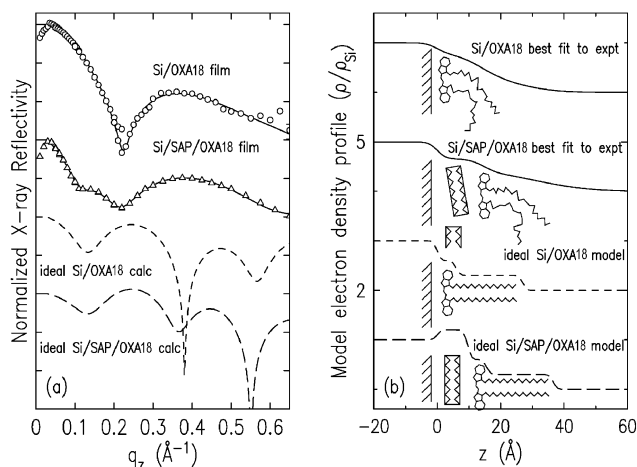 Normalized X-ray Reflectivity
Si/OXA18 film
Si/SAP/OXA18 film
ideal Si/OXA18 calc
ideal Si/SAP/OXA18 calc
(a)
0 0.1 0.2 0.3 0.4 0.5 0.6
q_z (Å⁻¹)
Model electron density profile (ρ/ρ_Si)
Si/OXA18 best fit to expt
5
Si/SAP/OXA18 best fit to expt
ideal Si/OXA18 model
2
ideal Si/SAP/OXA18 model
(b)
−20 0 20 40 60
z (Å)